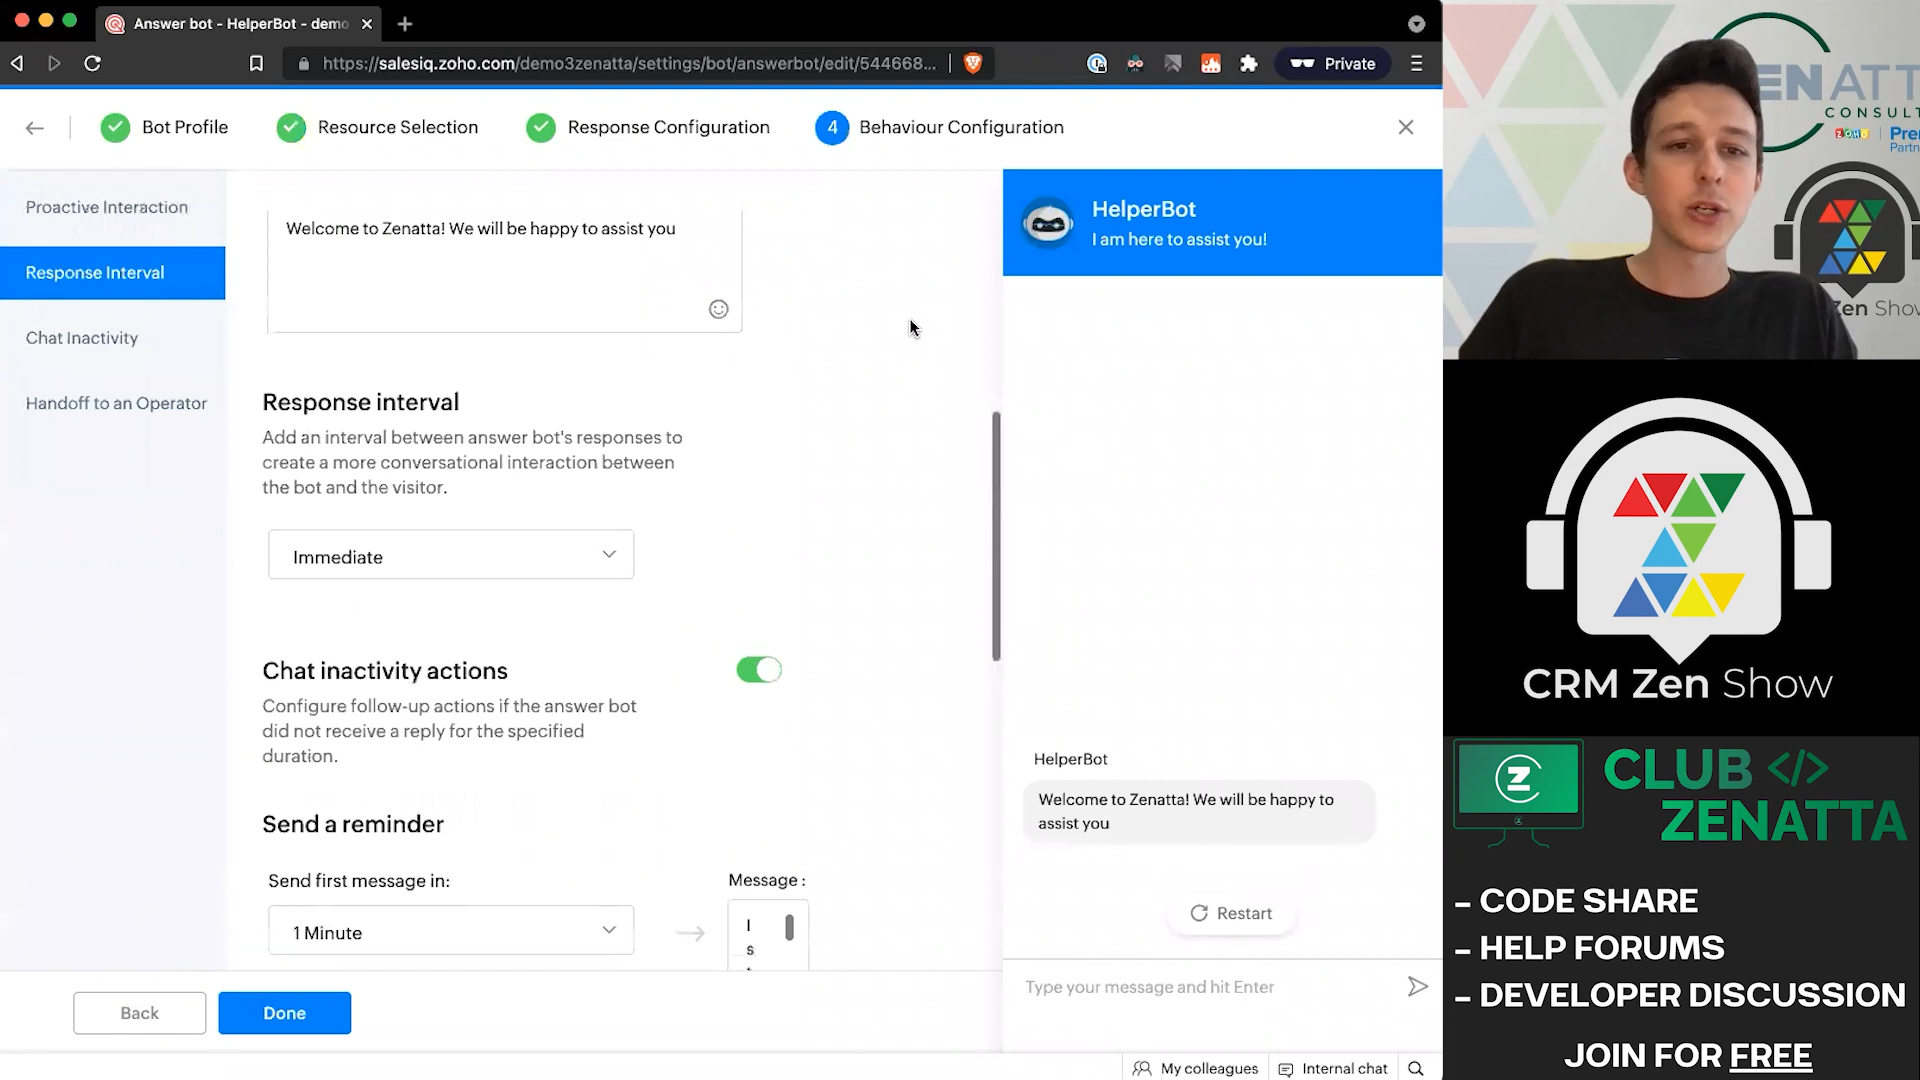 Answer bot - HelperBot - demo
https://salesiq.zoho.com/demo3zenatta/settings/bot/answerbot/edit/544668...
Private
Bot Profile
Resource Selection
Response Configuration
4 Behaviour Configuration
Proactive Interaction
Response Interval
Chat Inactivity
Handoff to an Operator
Welcome to Zenatta! We will be happy to assist you
Response interval
Add an interval between answer bot's responses to
create a more conversational interaction between
the bot and the visitor.
Immediate
Chat inactivity actions
Configure follow-up actions if the answer bot
did not receive a reply for the specified
duration.
Send a reminder
Send first message in:
Message :
1 Minute
I
s
Back
Done
HelperBot
I am here to assist you!
HelperBot
Welcome to Zenatta! We will be happy to
assist you
Restart
Type your message and hit Enter
My colleagues
Internal chat
ENATT
CONSULT
ZOHO
Prem
Partn
Zen Show
CRM Zen Show
CLUB </>
ZENATTA
Z
- CODE SHARE
- HELP FORUMS
- DEVELOPER DISCUSSION
JOIN FOR FREE